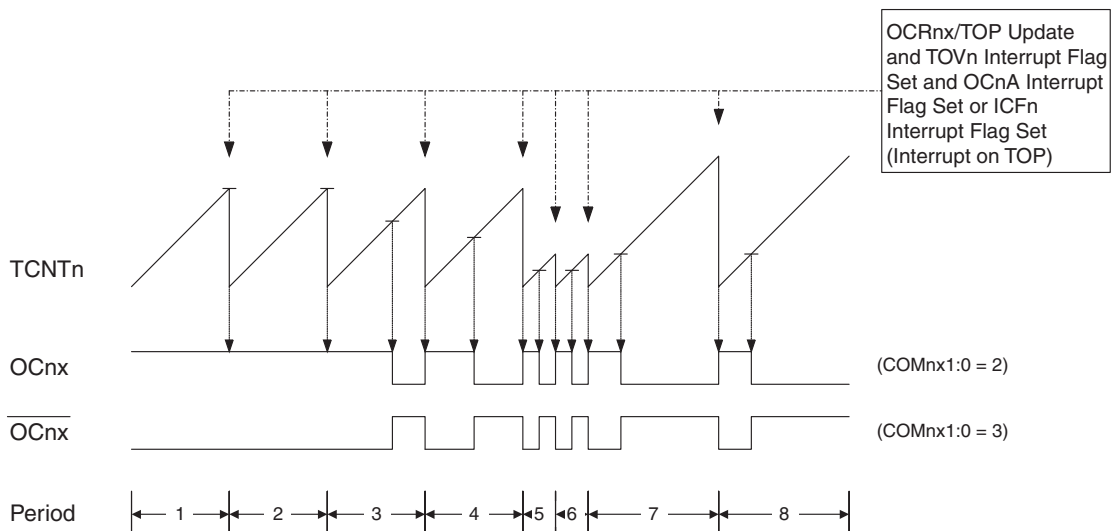 OCRnx/TOP Update
and TOVn Interrupt Flag
Set and OCnA Interrupt
Flag Set or ICFn
Interrupt Flag Set
(Interrupt on TOP)
TCNTn
OCnx
(COMnx1:0 = 2)
OCnx
(COMnx1:0 = 3)
Period
1 2 3 4 5 6 7 8